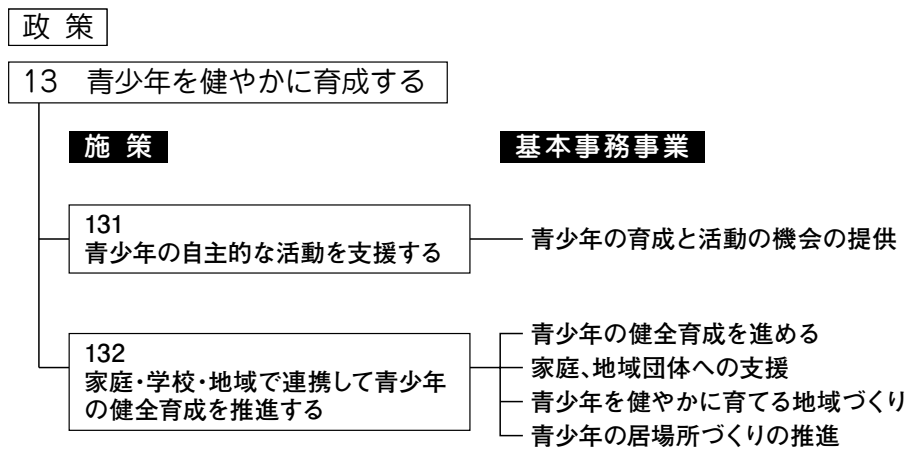 政 策
13　青少年を健やかに育成する
施 策
基本事務事業
131
青少年の自主的な活動を支援する
青少年の育成と活動の機会の提供
132
家庭・学校・地域で連携して青少年
の健全育成を推進する
青少年の健全育成を進める
家庭、地域団体への支援
青少年を健やかに育てる地域づくり
青少年の居場所づくりの推進